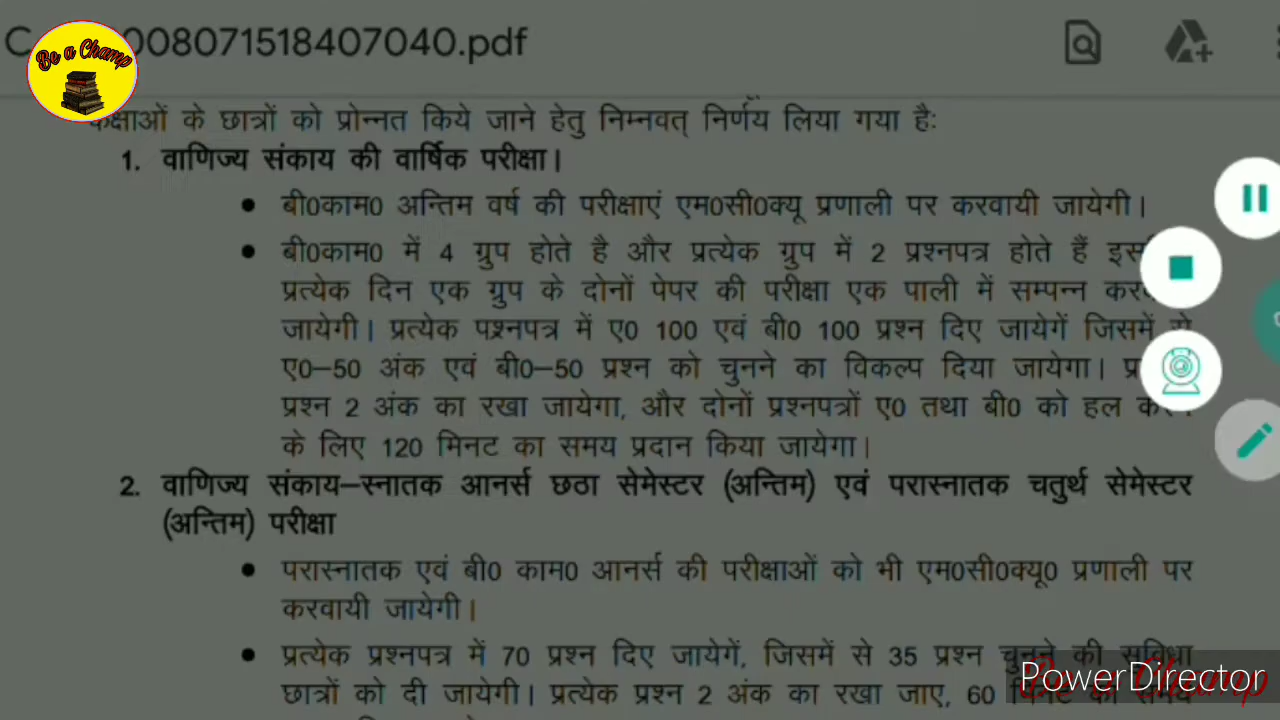 C 008071518407040.pdf
Be a Champ
कक्षाओं के छात्रों को प्रोन्नत किये जाने हेतु निम्नवत् निर्णय लिया गया हैः
1. वाणिज्य संकाय की वार्षिक परीक्षा।
● बी0काम0 अन्तिम वर्ष की परीक्षाएं एम0सी0क्यू प्रणाली पर करवायी जायेगी।
● बी0काम0 में 4 ग्रुप होते है और प्रत्येक ग्रुप में 2 प्रश्नपत्र होते हैं
प्रत्येक दिन एक ग्रुप के दोनों पेपर की परीक्षा एक पाली में सम्पन्न
जायेगी। प्रत्येक पश्र्नपत्र में ए0 100 एवं बी0 100 प्रश्न दिए जायेगें जिसमें से
ए0–50 अंक एवं बी0–50 प्रश्न को चुनने का विकल्प दिया जायेगा।
प्रश्न 2 अंक का रखा जायेगा, और दोनों प्रश्नपत्रों ए0 तथा बी0 को हल करने
के लिए 120 मिनट का समय प्रदान किया जायेगा।
2. वाणिज्य संकाय–स्नातक आनर्स छठा सेमेस्टर (अन्तिम) एवं परास्नातक चतुर्थ सेमेस्टर
(अन्तिम) परीक्षा
● परास्नातक एवं बी0 काम0 आनर्स की परीक्षाओं को भी एम0सी0क्यू0 प्रणाली पर
करवायी जायेगी।
● प्रत्येक प्रश्नपत्र में 70 प्रश्न दिए जायेगें, जिसमें से 35 प्रश्न चुनने की सुविधा
छात्रों को दी जायेगी। प्रत्येक प्रश्न 2 अंक का रखा जाए, 60 मिनट का समय
PowerDirector